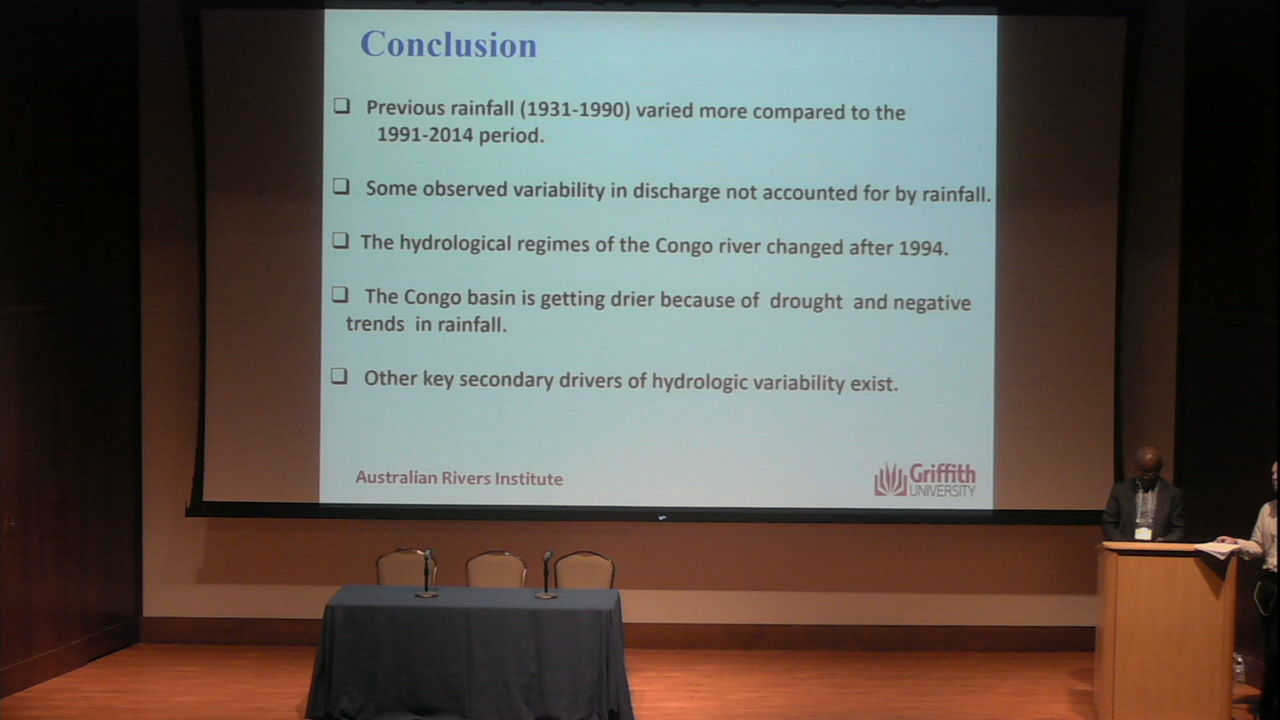 Conclusion
❑ Previous rainfall (1931-1990) varied more compared to the
1991-2014 period.
❑ Some observed variability in discharge not accounted for by rainfall.
❑ The hydrological regimes of the Congo river changed after 1994.
❑ The Congo basin is getting drier because of drought and negative
trends in rainfall.
❑ Other key secondary drivers of hydrologic variability exist.
Australian Rivers Institute
Griffith
UNIVERSITY